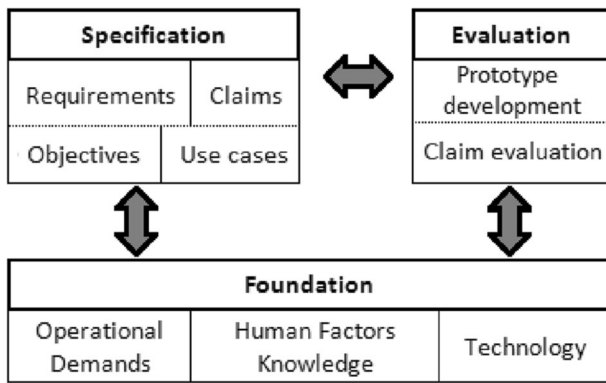 Specification
Requirements
Claims
Objectives
Use cases
Evaluation
Prototype
development
Claim evaluation
Foundation
Operational
Demands
Human Factors
Knowledge
Technology